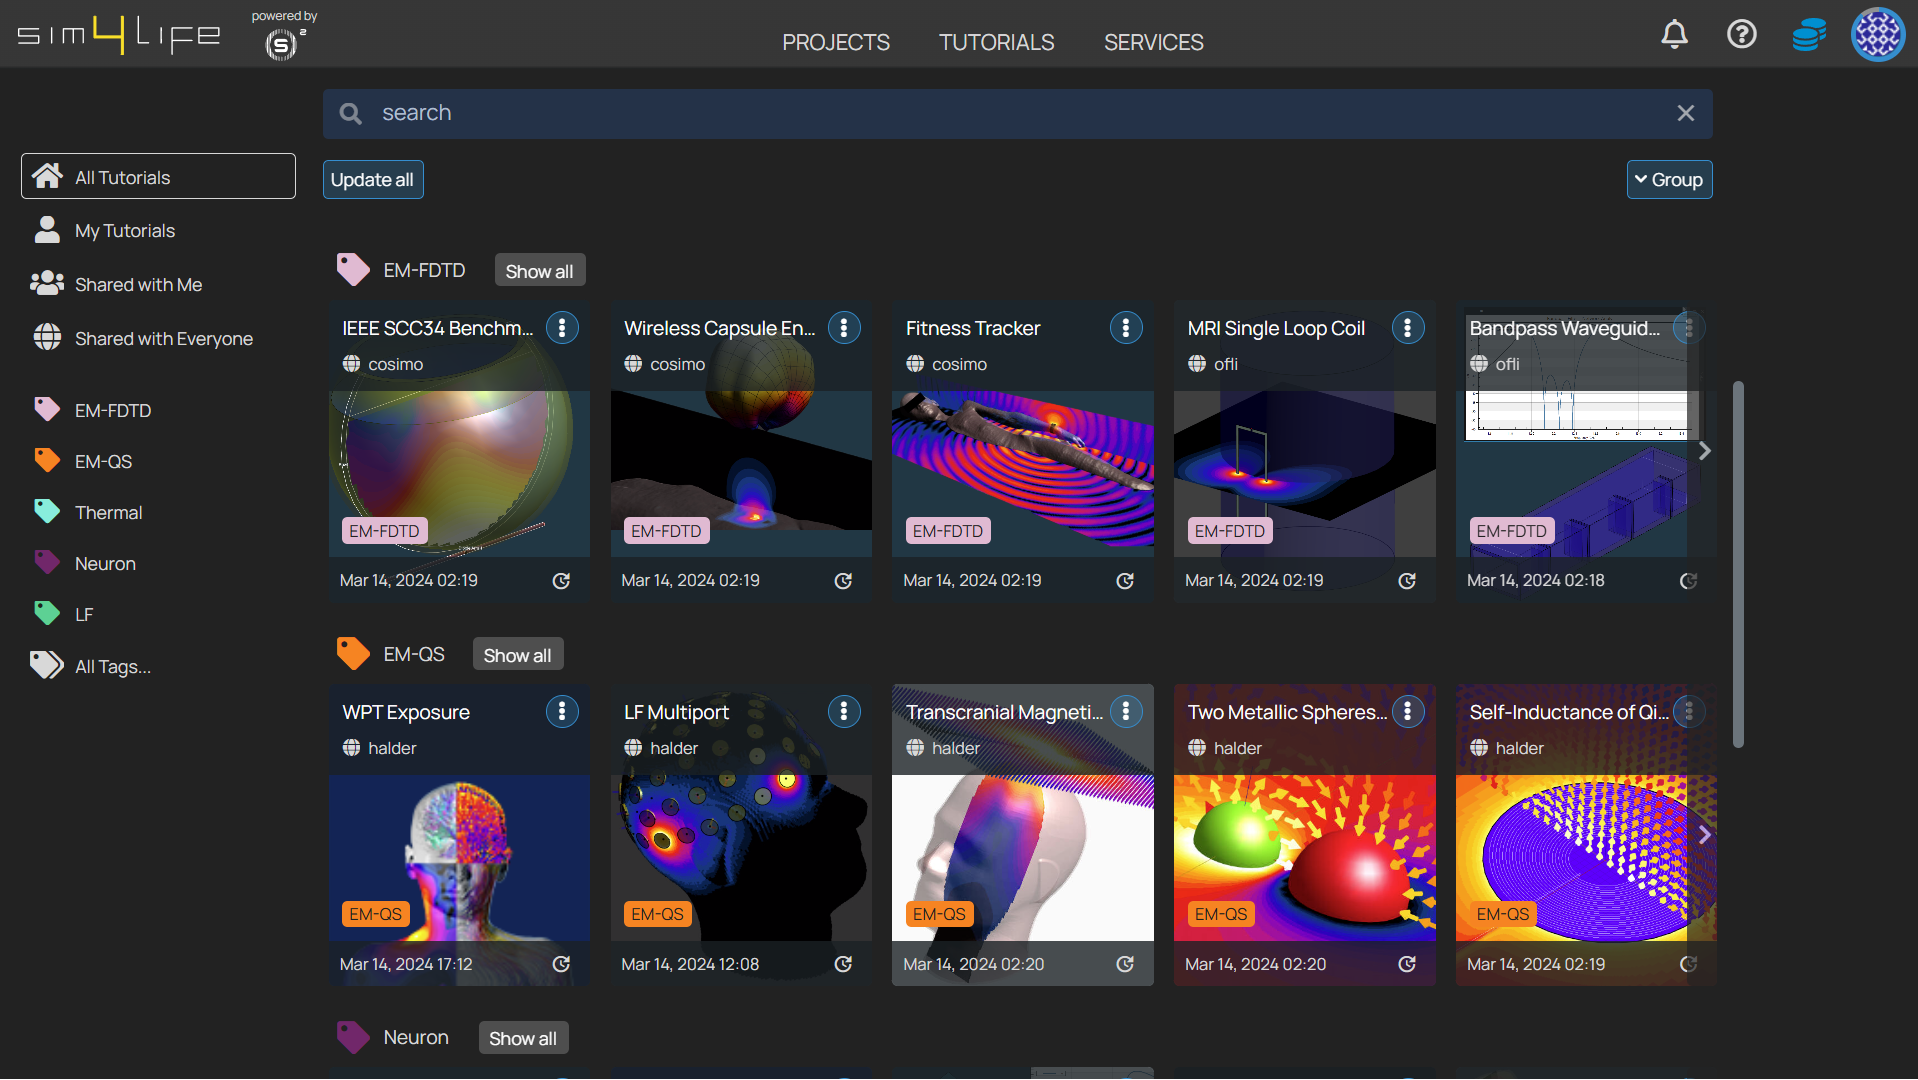 sim4Life
powered by
S 2
PROJECTS
TUTORIALS
SERVICES
search
All Tutorials
My Tutorials
Shared with Me
Shared with Everyone
EM-FDTD
EM-QS
Thermal
Neuron
LF
All Tags...
Update all
Group
EM-FDTD
Show all
IEEE SCC34 Benchm...
cosimo
EM-FDTD
Mar 14, 2024 02:19
Wireless Capsule En...
cosimo
EM-FDTD
Mar 14, 2024 02:19
Fitness Tracker
cosimo
EM-FDTD
Mar 14, 2024 02:19
MRI Single Loop Coil
ofli
EM-FDTD
Mar 14, 2024 02:19
Bandpass Waveguid...
ofli
EM-FDTD
Mar 14, 2024 02:18
EM-QS
Show all
WPT Exposure
halder
EM-QS
Mar 14, 2024 17:12
LF Multiport
halder
EM-QS
Mar 14, 2024 12:08
Transcranial Magneti...
halder
EM-QS
Mar 14, 2024 02:20
Two Metallic Spheres...
halder
EM-QS
Mar 14, 2024 02:20
Self-Inductance of Qi...
halder
EM-QS
Mar 14, 2024 02:19
Neuron
Show all